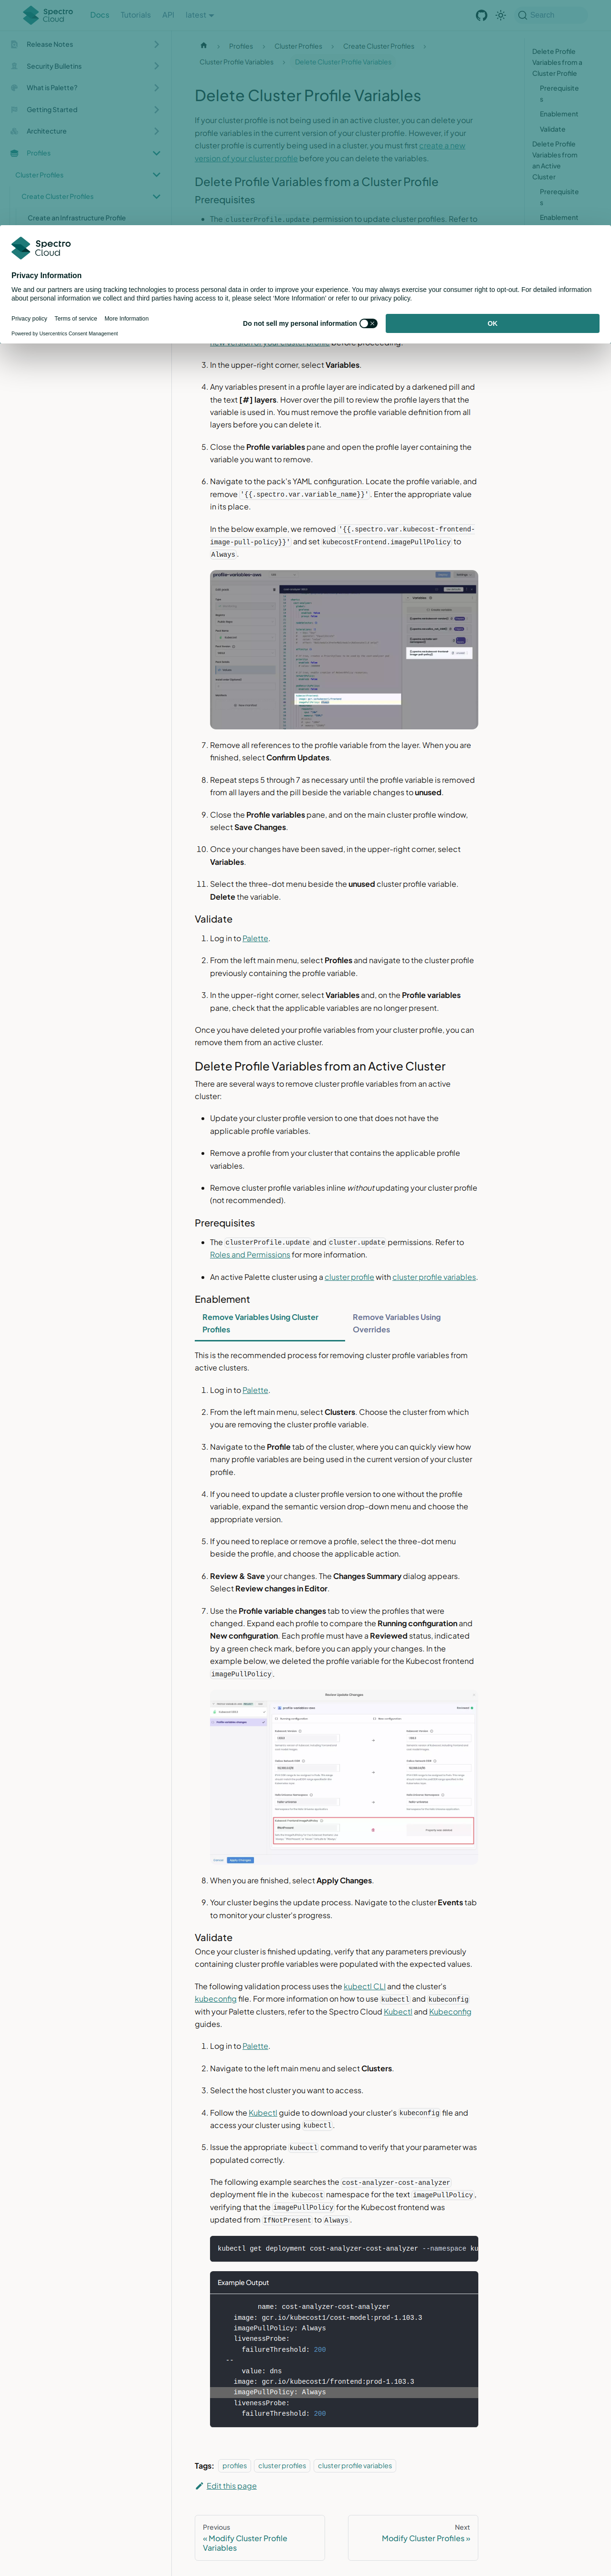 Spectro
Cloud
Docs
Tutorials
API
latest
Search
Release Notes
Security Bulletins
What is Palette?
Getting Started
Architecture
Profiles
Cluster Profiles
Create Cluster Profiles
Create an Infrastructure Profile
Profiles
Cluster Profiles
Create Cluster Profiles
Cluster Profile Variables
Delete Cluster Profile Variables
Delete Cluster Profile Variables
If your cluster profile is not being used in an active cluster, you can delete your
profile variables in the current version of your cluster profile. However, if your
cluster profile is currently being used in a cluster, you must first create a new
version of your cluster profile before you can delete the variables.
Delete Profile Variables from a Cluster Profile
Prerequisites
• The clusterProfile.update permission to update cluster profiles. Refer to
Delete Profile
Variables from a
Cluster Profile
Prerequisite
s
Enablement
Validate
Delete Profile
Variables from
an Active
Cluster
Prerequisite
s
Enablement
Spectro
Cloud
Privacy Information
We and our partners are using tracking technologies to process personal data in order to improve your experience. You may always exercise your consumer right to opt-out. For detailed information
about personal information we collect and third parties having access to it, please select 'More Information' or refer to our privacy policy.
Privacy policy
Terms of service
More Information
Powered by Usercentrics Consent Management
Do not sell my personal information
OK
new version of your cluster profile before proceeding.
3. In the upper-right corner, select Variables.
4. Any variables present in a profile layer are indicated by a darkened pill and
the text [#] layers. Hover over the pill to review the profile layers that the
variable is used in. You must remove the profile variable definition from all
layers before you can delete it.
5. Close the Profile variables pane and open the profile layer containing the
variable you want to remove.
6. Navigate to the pack's YAML configuration. Locate the profile variable, and
remove '{{.spectro.var.variable_name}}'. Enter the appropriate value
in its place.
In the below example, we removed '{{.spectro.var.kubecost-frontend-
image-pull-policy}}' and set kubecostFrontend.imagePullPolicy to
Always.
7. Remove all references to the profile variable from the layer. When you are
finished, select Confirm Updates.
8. Repeat steps 5 through 7 as necessary until the profile variable is removed
from all layers and the pill beside the variable changes to unused.
9. Close the Profile variables pane, and on the main cluster profile window,
select Save Changes.
10. Once your changes have been saved, in the upper-right corner, select
Variables.
11. Select the three-dot menu beside the unused cluster profile variable.
Delete the variable.
Validate
1. Log in to Palette.
2. From the left main menu, select Profiles and navigate to the cluster profile
previously containing the profile variable.
3. In the upper-right corner, select Variables and, on the Profile variables
pane, check that the applicable variables are no longer present.
Once you have deleted your profile variables from your cluster profile, you can
remove them from an active cluster.
Delete Profile Variables from an Active Cluster
There are several ways to remove cluster profile variables from an active
cluster:
• Update your cluster profile version to one that does not have the
applicable profile variables.
• Remove a profile from your cluster that contains the applicable profile
variables.
• Remove cluster profile variables inline without updating your cluster profile
(not recommended).
Prerequisites
• The clusterProfile.update and cluster.update permissions. Refer to
Roles and Permissions for more information.
• An active Palette cluster using a cluster profile with cluster profile variables.
Enablement
Remove Variables Using Cluster
Profiles
Remove Variables Using
Overrides
This is the recommended process for removing cluster profile variables from
active clusters.
1. Log in to Palette.
2. From the left main menu, select Clusters. Choose the cluster from which
you are removing the cluster profile variable.
3. Navigate to the Profile tab of the cluster, where you can quickly view how
many profile variables are being used in the current version of your cluster
profile.
4. If you need to update a cluster profile version to one without the profile
variable, expand the semantic version drop-down menu and choose the
appropriate version.
5. If you need to replace or remove a profile, select the three-dot menu
beside the profile, and choose the applicable action.
6. Review & Save your changes. The Changes Summary dialog appears.
Select Review changes in Editor.
7. Use the Profile variable changes tab to view the profiles that were
changed. Expand each profile to compare the Running configuration and
New configuration. Each profile must have a Reviewed status, indicated
by a green check mark, before you can apply your changes. In the
example below, we deleted the profile variable for the Kubecost frontend
imagePullPolicy.
Review Update Changes
Apply Changes
8. When you are finished, select Apply Changes.
9. Your cluster begins the update process. Navigate to the cluster Events tab
to monitor your cluster's progress.
Validate
Once your cluster is finished updating, verify that any parameters previously
containing cluster profile variables were populated with the expected values.
The following validation process uses the kubectl CLI and the cluster's
kubeconfig file. For more information on how to use kubectl and kubeconfig
with your Palette clusters, refer to the Spectro Cloud Kubectl and Kubeconfig
guides.
1. Log in to Palette.
2. Navigate to the left main menu and select Clusters.
3. Select the host cluster you want to access.
4. Follow the Kubectl guide to download your cluster's kubeconfig file and
access your cluster using kubectl.
5. Issue the appropriate kubectl command to verify that your parameter was
populated correctly.
The following example searches the cost-analyzer-cost-analyzer
deployment file in the kubecost namespace for the text imagePullPolicy,
verifying that the imagePullPolicy for the Kubecost frontend was
updated from IfNotPresent to Always.
kubectl get deployment cost-analyzer-cost-analyzer --namespace ku
Example Output
name: cost-analyzer-cost-analyzer
image: gcr.io/kubecost1/cost-model:prod-1.103.3
imagePullPolicy: Always
livenessProbe:
failureThreshold: 200
--
value: dns
image: gcr.io/kubecost1/frontend:prod-1.103.3
imagePullPolicy: Always
livenessProbe:
failureThreshold: 200
Tags:
profiles
cluster profiles
cluster profile variables
Edit this page
Previous
« Modify Cluster Profile
Variables
Next
Modify Cluster Profiles »